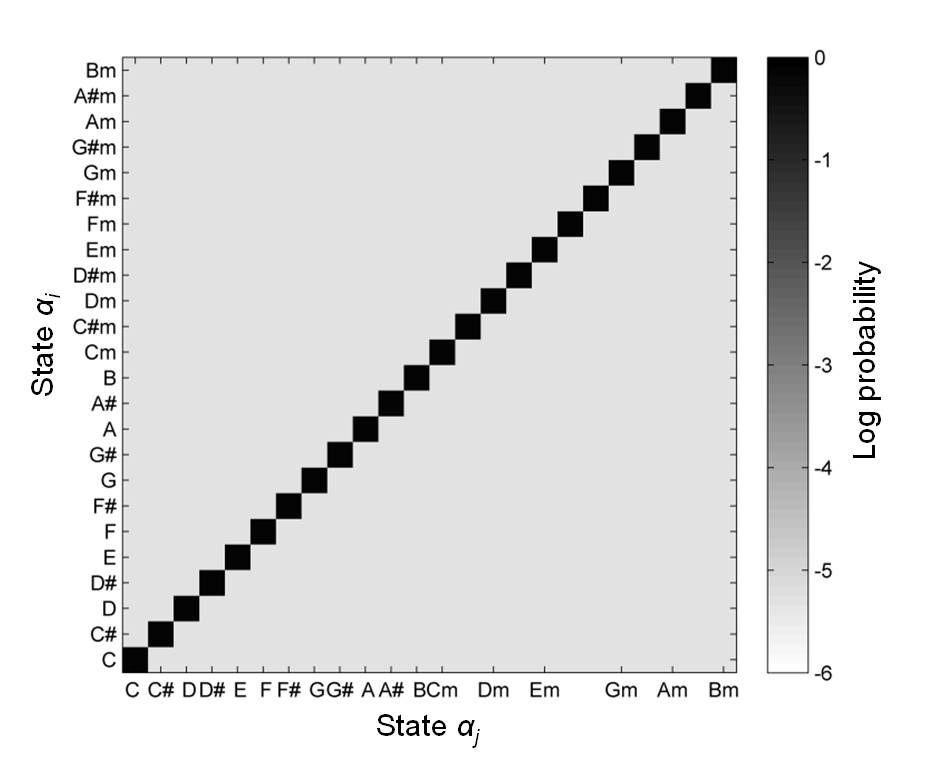 Bm
A#m
Am
G#m
Gm
F#m
Fm
Em
D#m
Dm
C#m
Cm
B
A#
A
G#
G
F#
F
E
D#
D
C#
C
State αi
C C# D D# E F F# G G# A A# B Cm Dm Em Gm Am Bm
State αj
0
-1
-2
-3
-4
-5
-6
Log probability